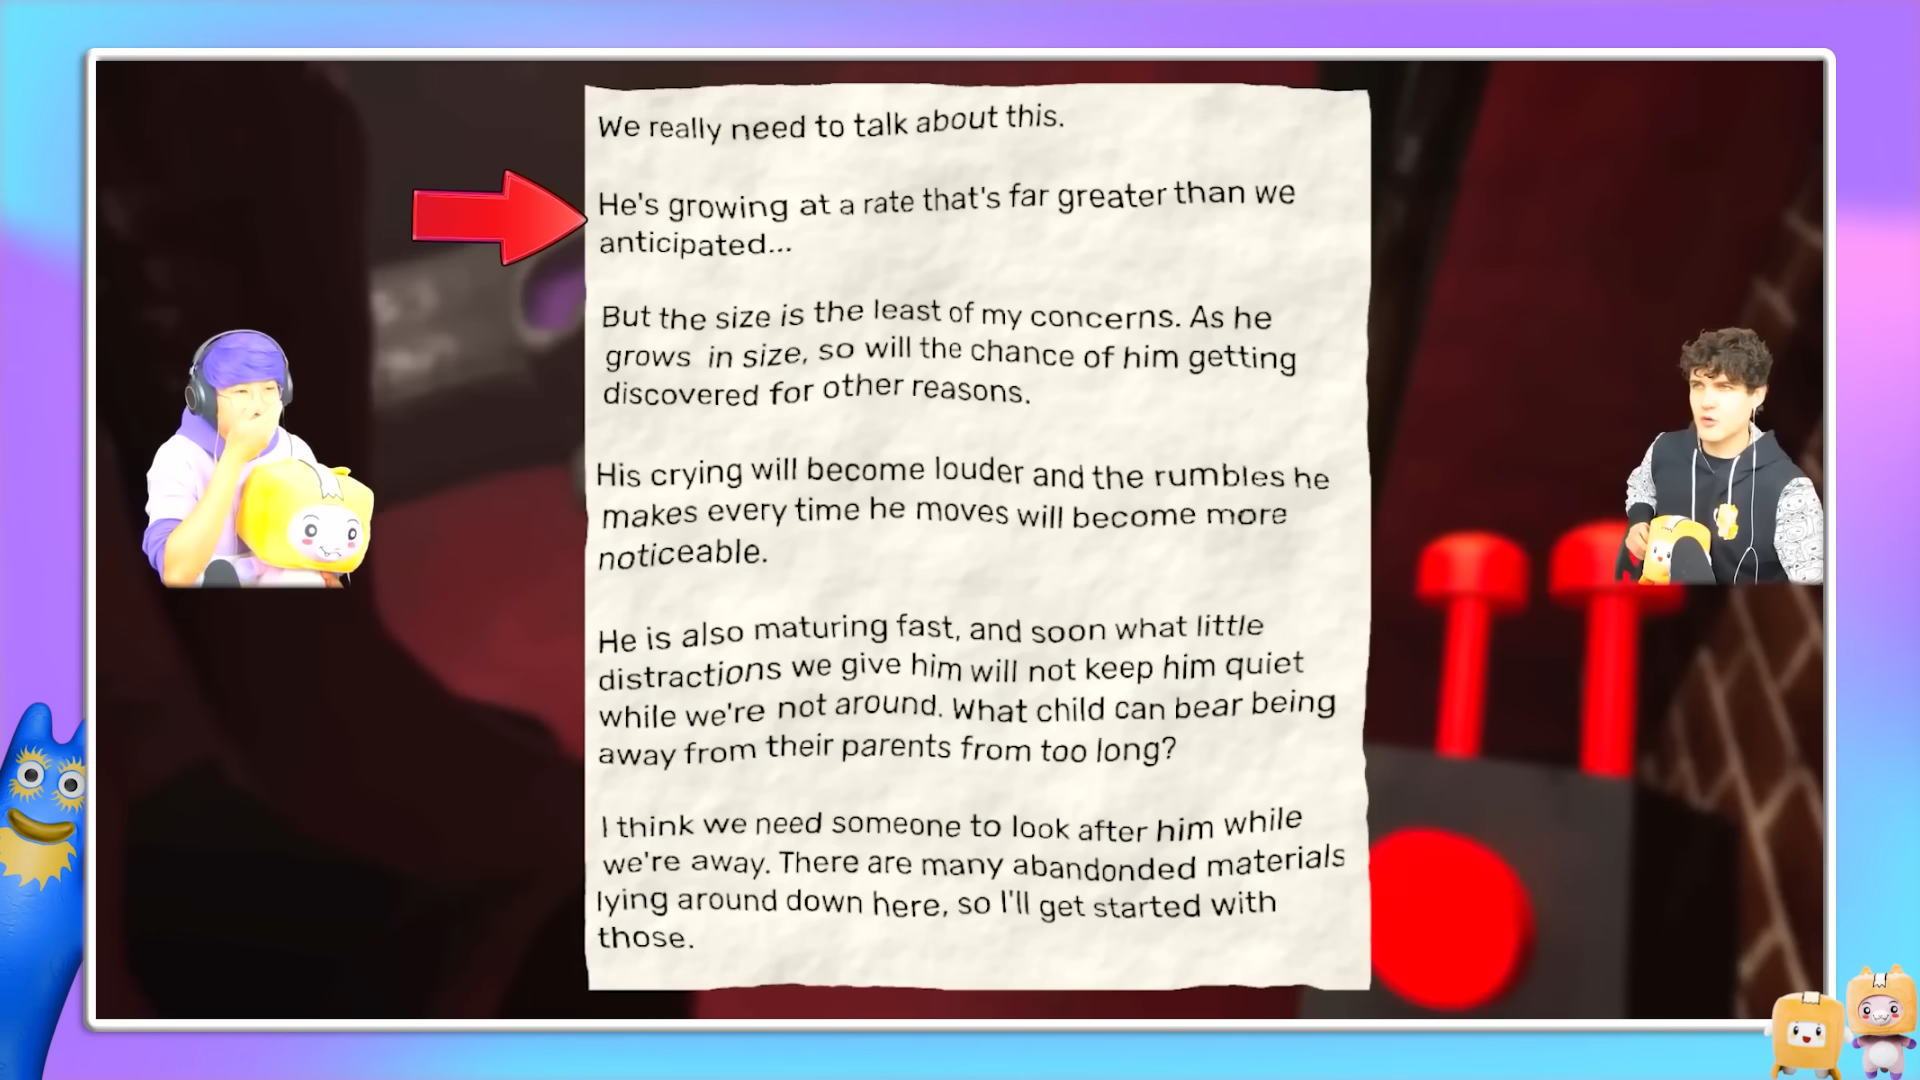 We really need to talk about this.
He's growing at a rate that's far greater than we
anticipated...
But the size is the least of my concerns. As he
grows in size, so will the chance of him getting
discovered for other reasons.
His crying will become louder and the rumbles he
makes every time he moves will become more
noticeable.
He is also maturing fast, and soon what little
distractions we give him will not keep him quiet
while we're not around. What child can bear being
away from their parents from too long?
I think we need someone to look after him while
we're away. There are many abandonded materials
lying around down here, so I'll get started with
those.